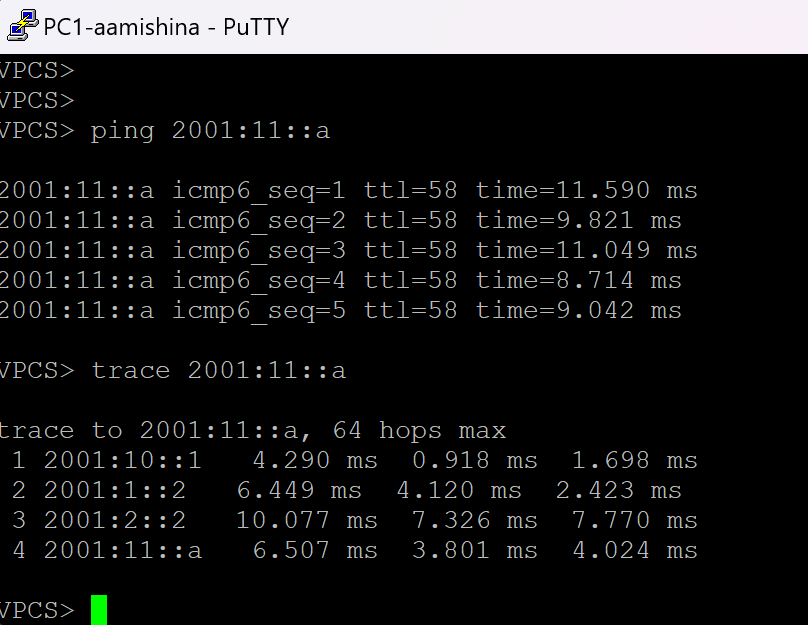 PC1-aamishina - PuTTY
VPCS>
VPCS>
VPCS> ping 2001:11::a
2001:11::a icmp6_seq=1 ttl=58 time=11.590 ms
2001:11::a icmp6_seq=2 ttl=58 time=9.821 ms
2001:11::a icmp6_seq=3 ttl=58 time=11.049 ms
2001:11::a icmp6_seq=4 ttl=58 time=8.714 ms
2001:11::a icmp6_seq=5 ttl=58 time=9.042 ms
VPCS> trace 2001:11::a
trace to 2001:11::a, 64 hops max
1 2001:10::1 4.290 ms 0.918 ms 1.698 ms
2 2001:1::2 6.449 ms 4.120 ms 2.423 ms
3 2001:2::2 10.077 ms 7.326 ms 7.770 ms
4 2001:11::a 6.507 ms 3.801 ms 4.024 ms
VPCS>